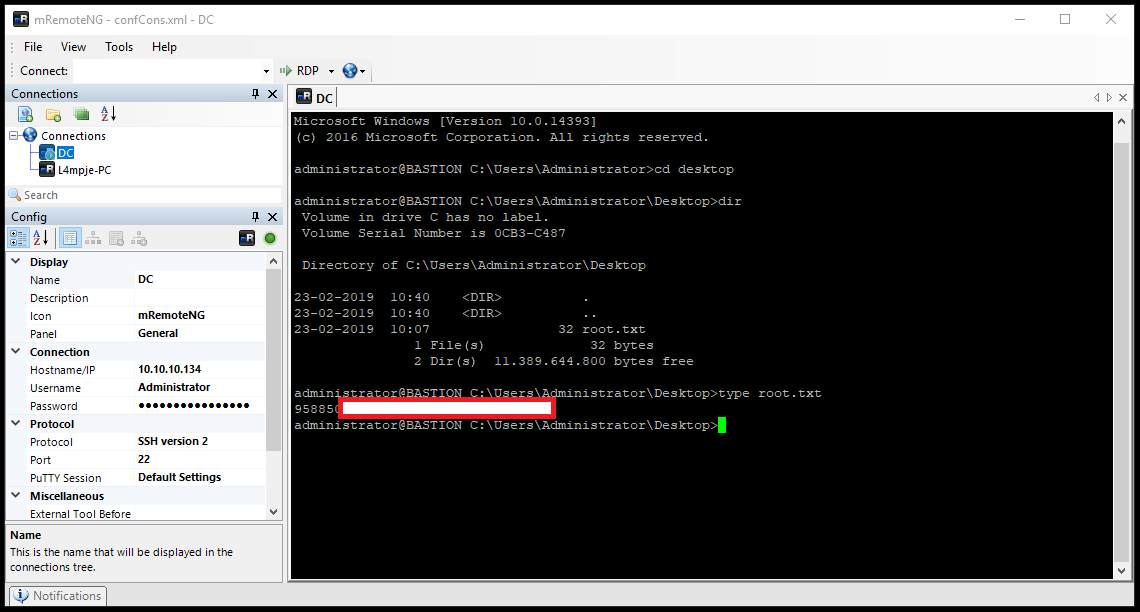 mRemoteNG - confCons.xml - DC
File View Tools Help
Connect: RDP
Connections
A
Z
Connections
DC
L4mpje-PC
Search
Config
A
Z
Display
Name DC
Description
Icon mRemoteNG
Panel General
Connection
Hostname/IP 10.10.10.134
Username Administrator
Password ●●●●●●●●●●●●●●●●
Protocol
Protocol SSH version 2
Port 22
PuTTY Session Default Settings
Miscellaneous
External Tool Before
Name
This is the name that will be displayed in the
connections tree.
Notifications
DC
Microsoft Windows [Version 10.0.14393]
(c) 2016 Microsoft Corporation. All rights reserved.
administrator@BASTION C:\Users\Administrator>cd desktop
administrator@BASTION C:\Users\Administrator\Desktop>dir
Volume in drive C has no label.
Volume Serial Number is 0CB3-C487
Directory of C:\Users\Administrator\Desktop
23-02-2019 10:40 <DIR> .
23-02-2019 10:40 <DIR> ..
23-02-2019 10:07 32 root.txt
1 File(s) 32 bytes
2 Dir(s) 11.389.644.800 bytes free
administrator@BASTION C:\Users\Administrator\Desktop>type root.txt
95885
administrator@BASTION C:\Users\Administrator\Desktop>